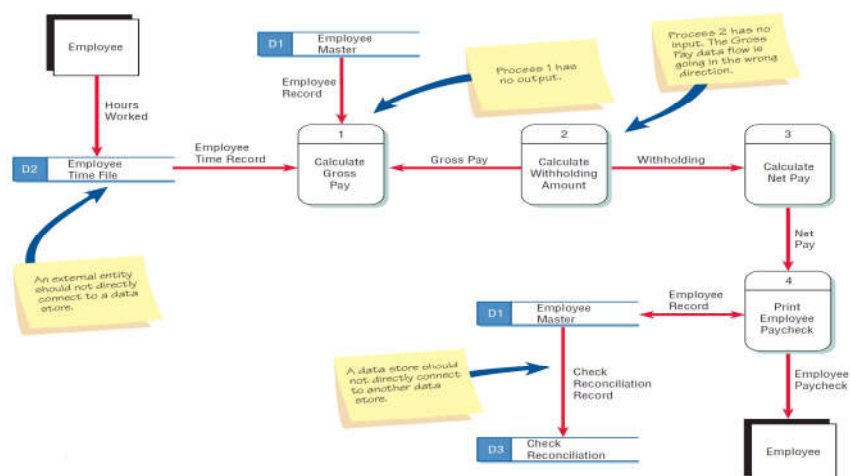 Employee
D1
Employee
Master
Process 1 has
no output.
Process 2 has no
input. The Gross
Pay data flow is
going in the wrong
direction.
Hours
Worked
Employee
Record
D2
Employee
Time File
Employee
Time Record
1
Calculate
Gross
Pay
Gross Pay
2
Calculate
Withholding
Amount
Withholding
3
Calculate
Net Pay
An external entity
should not directly
connect to a data
store.
Net
Pay
D1
Employee
Master
Employee
Record
4
Print
Employee
Paycheck
A data store should
not directly connect
to another data
store.
Check
Reconciliation
Record
Employee
Paycheck
D3
Check
Reconciliation
Employee